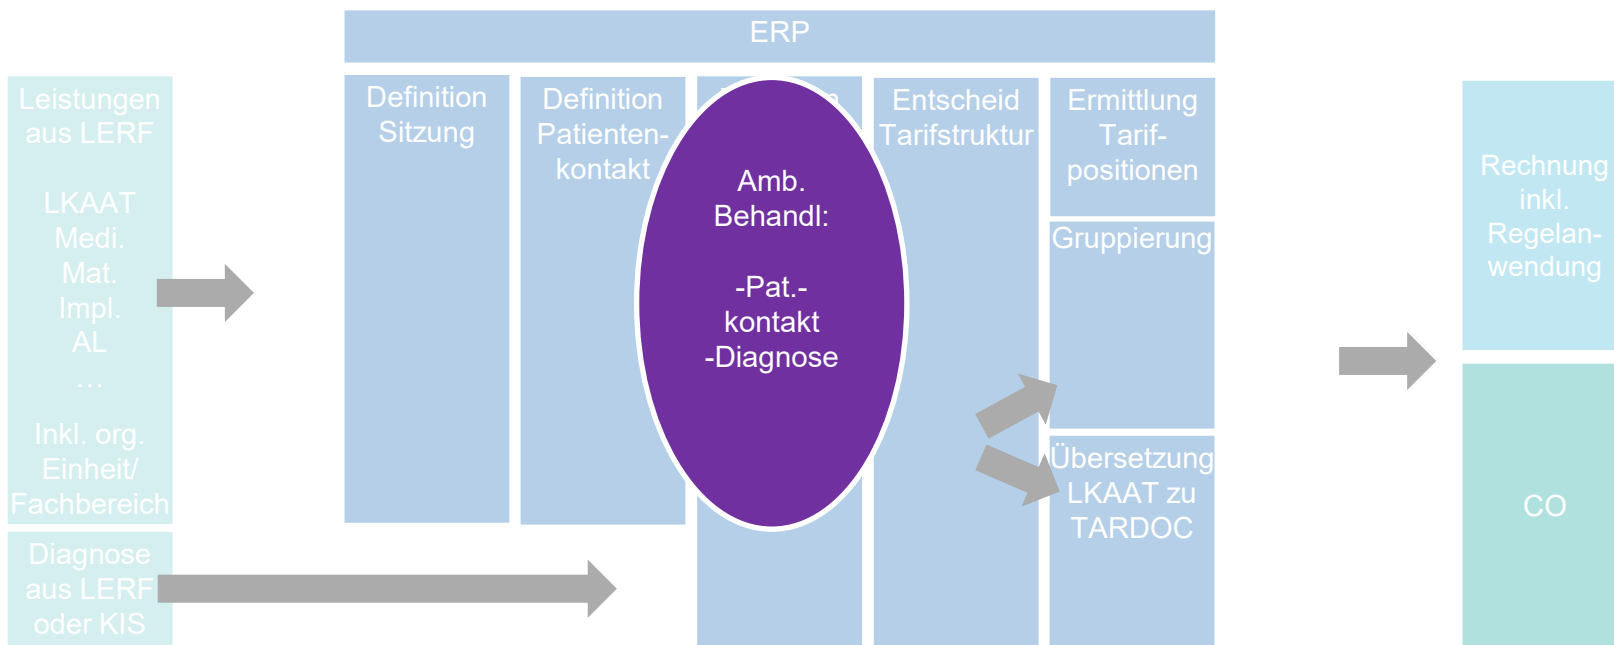 ERP
Leistungen
aus LERF
LKAAT
Medi.
Mat.
Impl.
AL
…
Inkl. org.
Einheit/
Fachbereich
Diagnose
aus LERF
oder KIS
Definition
Sitzung
Definition
Patienten-
kontakt
Amb.
Behandl:
-Pat.-
kontakt
-Diagnose
Entscheid
Tarifstruktur
Ermittlung
Tarif-
positionen
Gruppierung
Übersetzung
LKAAT zu
TARDOC
Rechnung
inkl.
Regelan-
wendung
CO